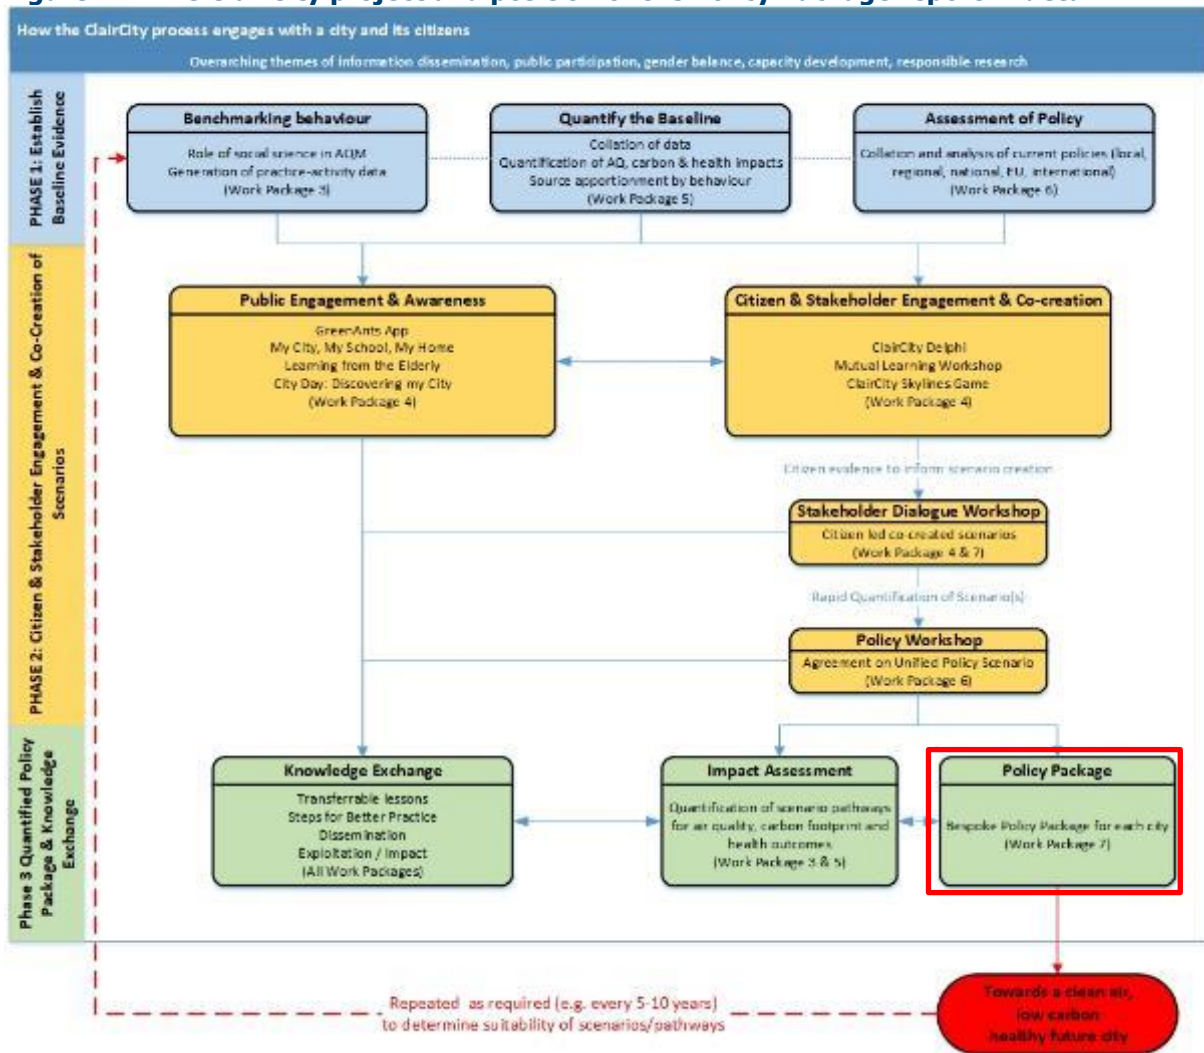 How the ClairCity process engages with a city and its citizens
Overarching themes of information dissemination, public participation, gender balance, capacity development, responsible research
PHASE 1: Establish
Baseline Evidence
Benchmarking behaviour
Role of social science in AQM
Generation of practice-activity data
(Work Package 3)
Quantify the Baseline
Collation of data
Quantification of AQ, carbon & health impacts
Source apportionment by behaviour
(Work Package 5)
Assessment of Policy
Collation and analysis of current policies (local,
regional, national, EU, international)
(Work Package 6)
PHASE 2: Citizen & Stakeholder Engagement & Co-Creation of
Scenarios
Public Engagement & Awareness
GreenAnts App
My City, My School, My Home
Learning from the Elderly
City Day: Discovering my City
(Work Package 4)
Citizen & Stakeholder Engagement & Co-creation
ClairCity Delphi
Mutual Learning Workshop
ClairCity Skylines Game
(Work Package 4)
Citizen evidence to inform scenario creation
Stakeholder Dialogue Workshop
Citizen led co-created scenarios
(Work Package 4 & 7)
Rapid Quantification of Scenario(s)
Policy Workshop
Agreement on Unified Policy Scenario
(Work Package 6)
Phase 3 Quantified Policy
Package & Knowledge
Exchange
Knowledge Exchange
Transferrable lessons
Steps for Better Practice
Dissemination
Exploitation / Impact
(All Work Packages)
Impact Assessment
Quantification of scenario pathways
for air quality, carbon footprint and
health outcomes
(Work Package 3 & 5)
Policy Package
Bespoke Policy Package for each city
(Work Package 7)
Repeated as required (e.g. every 5-10 years)
to determine suitability of scenarios/pathways
Towards a clean air,
low carbon
healthy future city